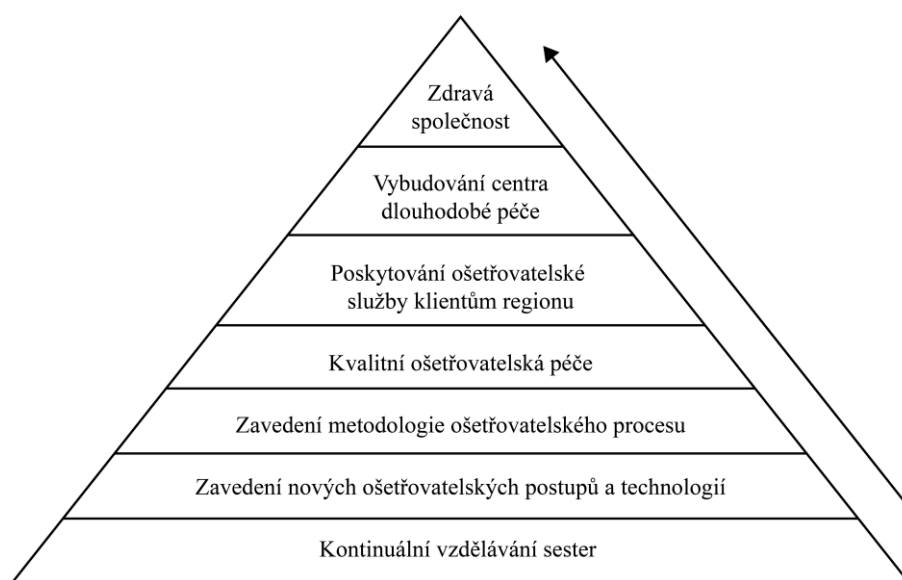 Zdravá
společnost
Vybudování centra
dlouhodobé péče
Poskytování ošetřovatelské
služby klientům regionu
Kvalitní ošetřovatelská péče
Zavedení metodologie ošetřovatelského procesu
Zavedení nových ošetřovatelských postupů a technologií
Kontinuální vzdělávání sester